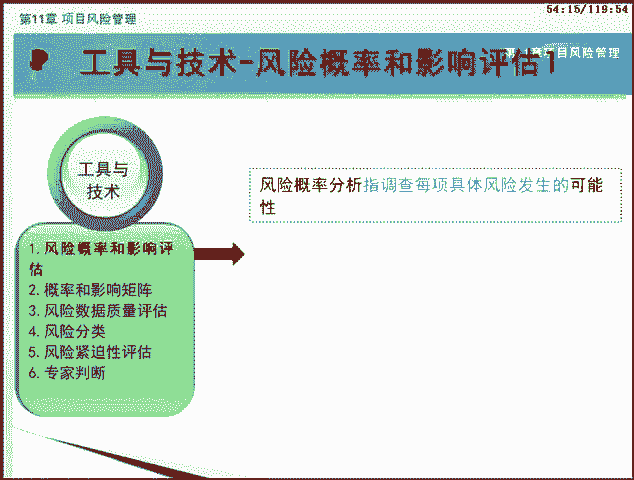 54:15/119:54
第11章 项目风险管理
第11章项目风险管理
工具与技术-风险概率和影响评估1
工具与
技术
风险概率分析指调查每项具体风险发生的可能
性
1.风险概率和影响评
估
2.概率和影响矩阵
3.风险数据质量评估
4.风险分类
5.风险紧迫性评估
6.专家判断